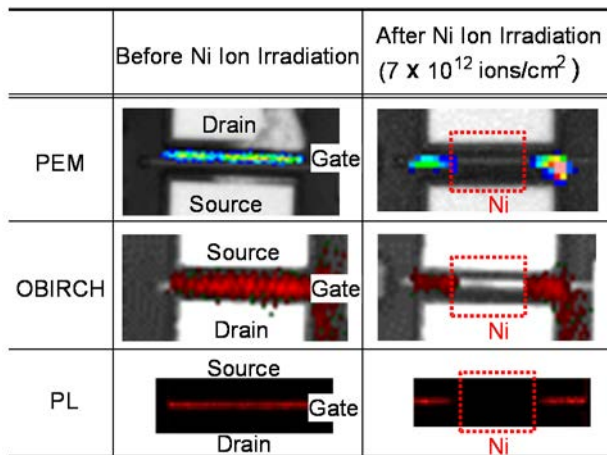 Before Ni Ion Irradiation
After Ni Ion Irradiation
(7 x 10¹² ions/cm²)
PEM
Drain
Gate
Source
Ni
OBIRCH
Source
Gate
Drain
Ni
PL
Source
Gate
Drain
Ni